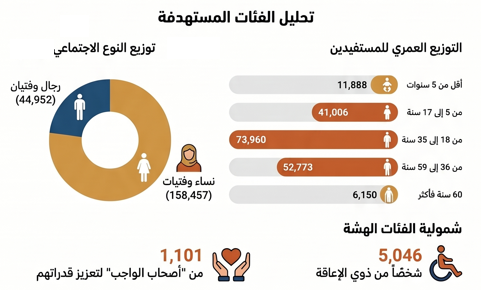 تحليل الفئات المستهدفة
التوزيع العمري للمستفيدين
أقل من 5 سنوات
11,888
من 5 إلى 17 سنة
41,006
من 18 إلى 35 سنة
73,960
من 36 إلى 59 سنة
52,773
60 سنة فأكثر
6,150
توزيع النوع الاجتماعي
رجال وفتيان
(44,952)
نساء وفتيات
(158,457)
شمولية الفئات الهشة
5,046
شخصًا من ذوي الإعاقة
1,101
من "أصحاب الواجب" لتعزيز قدراتهم